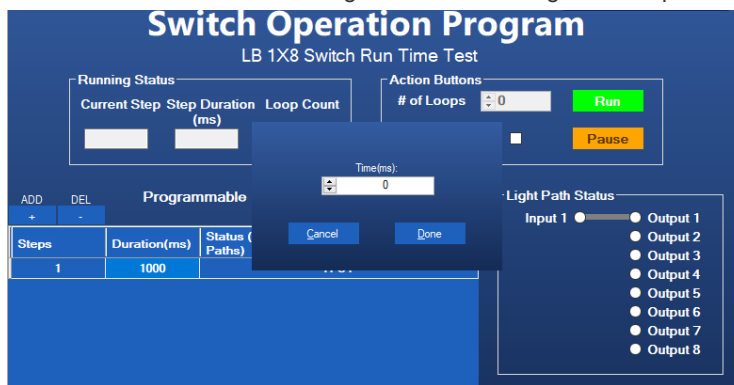 Switch Operation Program
LB 1X8 Switch Run Time Test
Running Status
Current Step Step Duration Loop Count
(ms)
Action Buttons
# of Loops 0 Run
Pause
Time(ms):
0
Cancel Done
ADD DEL Programmable
+ -
Steps Duration(ms) Status (
Paths)
1 1000
Light Path Status
Input 1 Output 1
Output 2
Output 3
Output 4
Output 5
Output 6
Output 7
Output 8